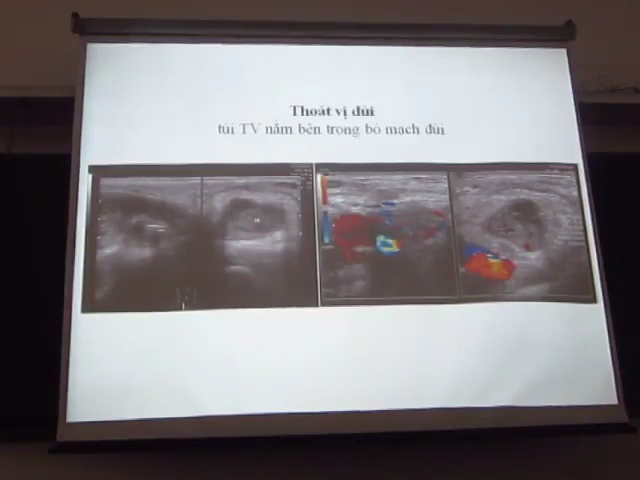 Thoát vị đùi
túi TV nằm bên trong bó mạch đùi